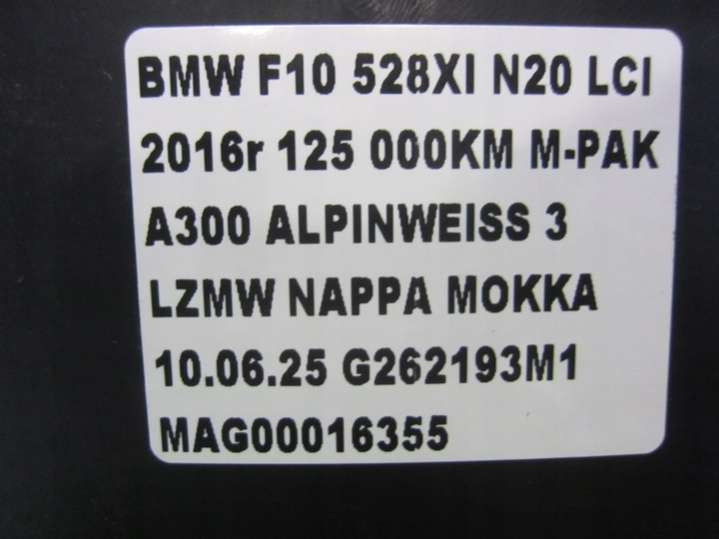 BMW F10 528XI N20 LCI
2016r 125 000KM M-PAK
A300 ALPINWEISS 3
LZMW NAPPA MOKKA
10.06.25 G262193M1
MAG00016355